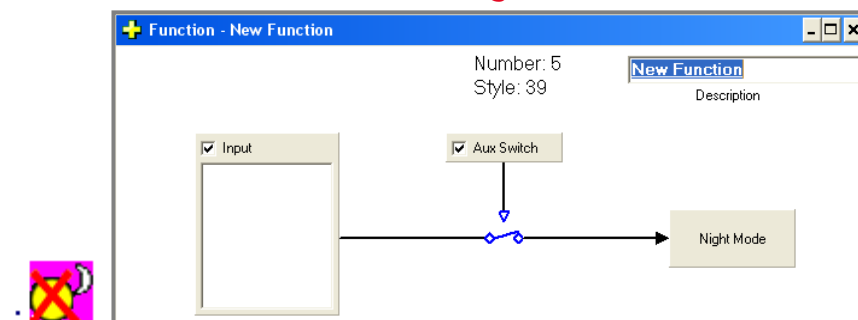 Function - New Function
Number: 5
Style: 39
New Function
Description
Input
Aux Switch
Night Mode